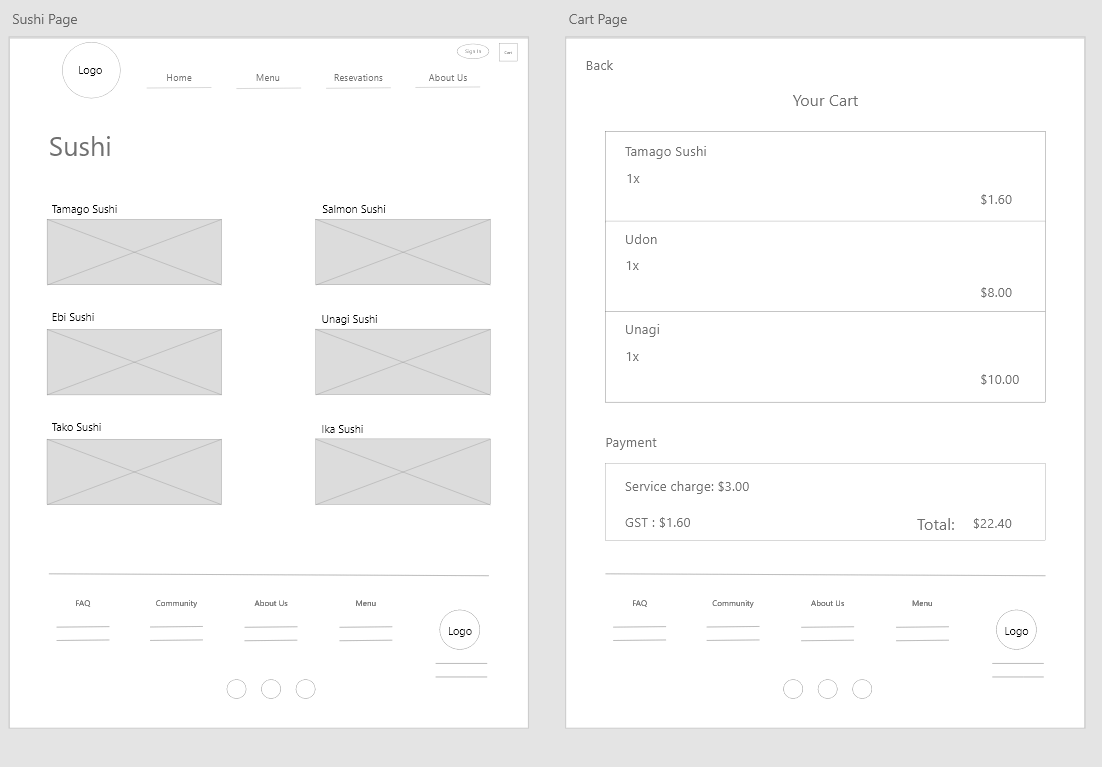 Sushi Page
Logo
Sign In
Cart
Home Menu Resevations About Us
Sushi
Tamago Sushi Salmon Sushi
Ebi Sushi Unagi Sushi
Tako Sushi Ika Sushi
FAQ Community About Us Menu
Logo
Cart Page
Back
Your Cart
Tamago Sushi
1x
$1.60
Udon
1x
$8.00
Unagi
1x
$10.00
Payment
Service charge: $3.00
GST : $1.60 Total: $22.40
FAQ Community About Us Menu
Logo